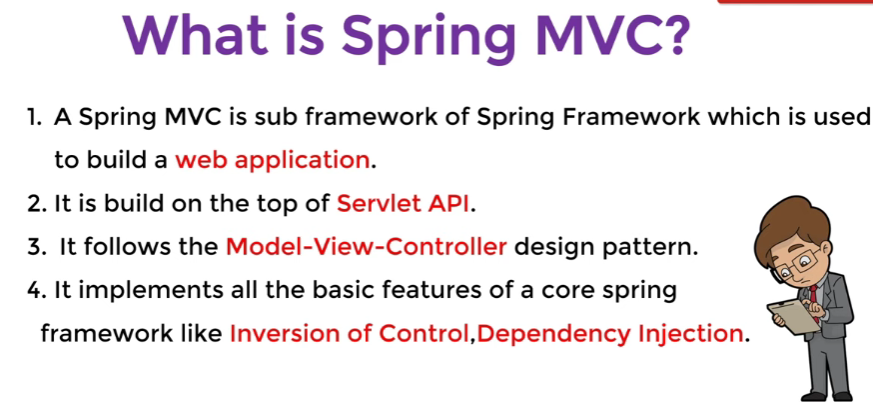 What is Spring MVC?
1. A Spring MVC is sub framework of Spring Framework which is used
to build a web application.
2. It is build on the top of Servlet API.
3. It follows the Model-View-Controller design pattern.
4. It implements all the basic features of a core spring
framework like Inversion of Control,Dependency Injection.